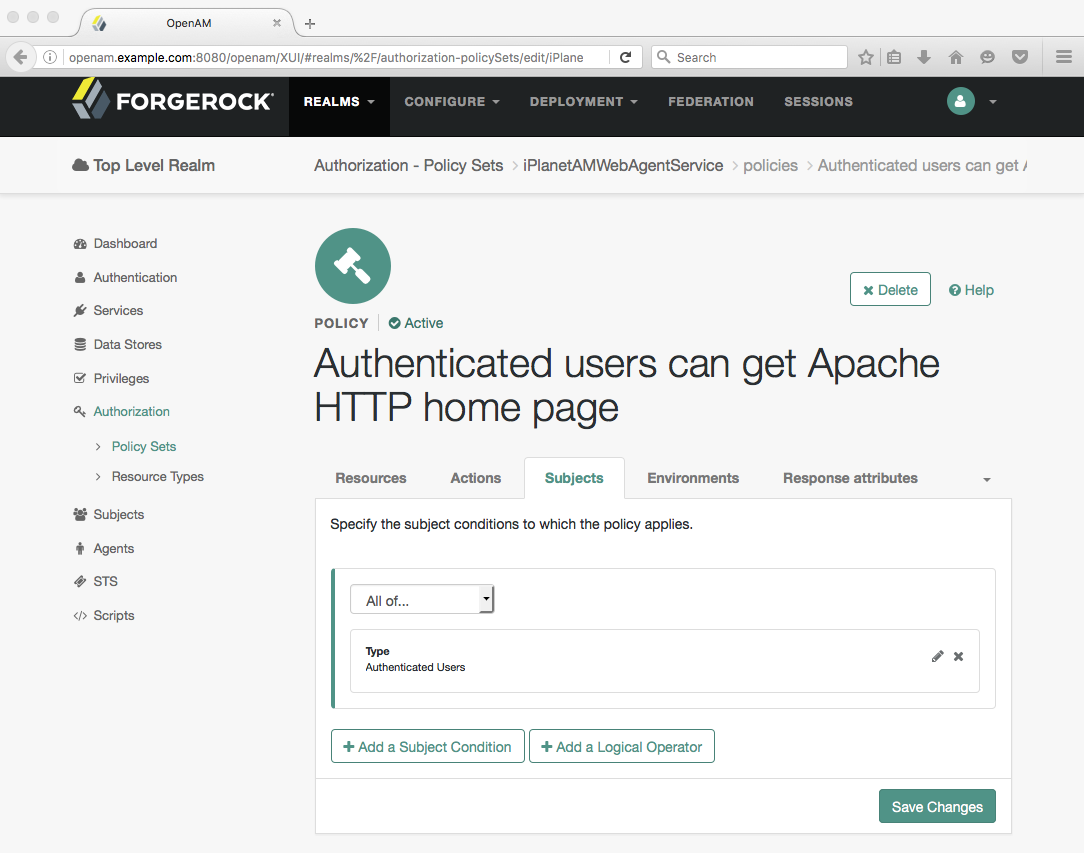 OpenAM
openam.example.com:8080/openam/XUI/#realms/%2F/authorization-policySets/edit/iPlane
Search
FORGEROCK
REALMS CONFIGURE DEPLOYMENT FEDERATION SESSIONS
Top Level Realm
Authorization - Policy Sets > iPlanetAMWebAgentService > policies > Authenticated users can get
Dashboard
Authentication
Services
Data Stores
Privileges
Authorization
Policy Sets
Resource Types
Subjects
Agents
STS
Scripts
Delete
Help
POLICY Active
Authenticated users can get Apache
HTTP home page
Resources Actions Subjects Environments Response attributes
Specify the subject conditions to which the policy applies.
All of...
Type
Authenticated Users
+ Add a Subject Condition + Add a Logical Operator
Save Changes